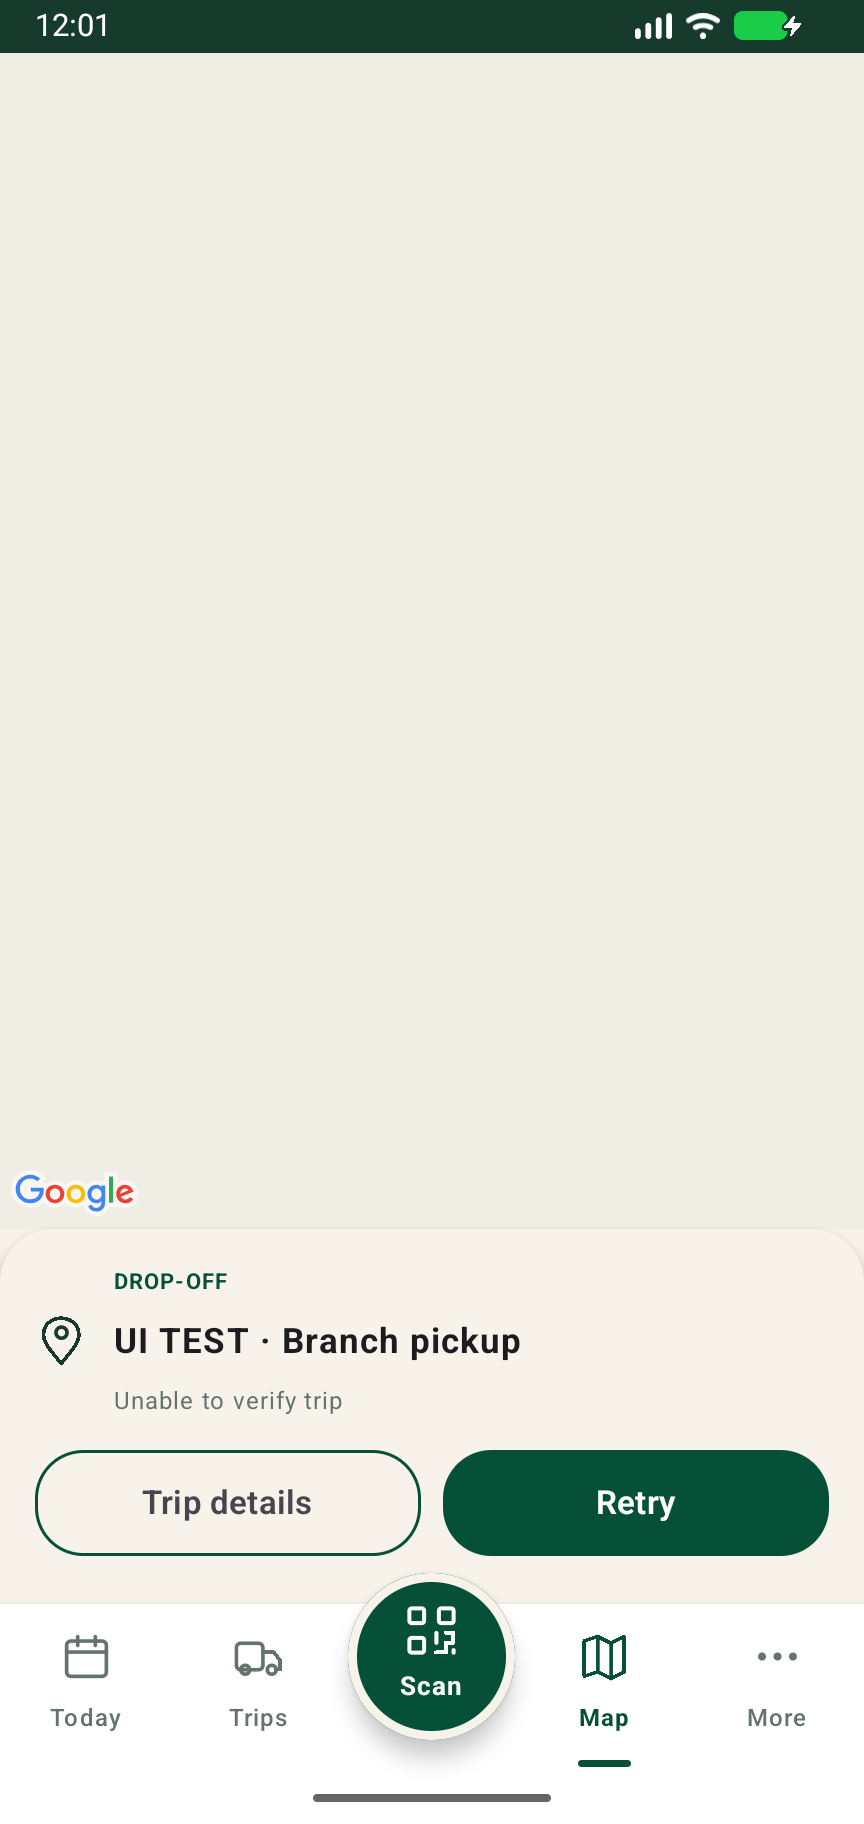 12:01
Google
DROP-OFF
UI TEST · Branch pickup
Unable to verify trip
Trip details
Retry
Scan
Today
Trips
Map
More